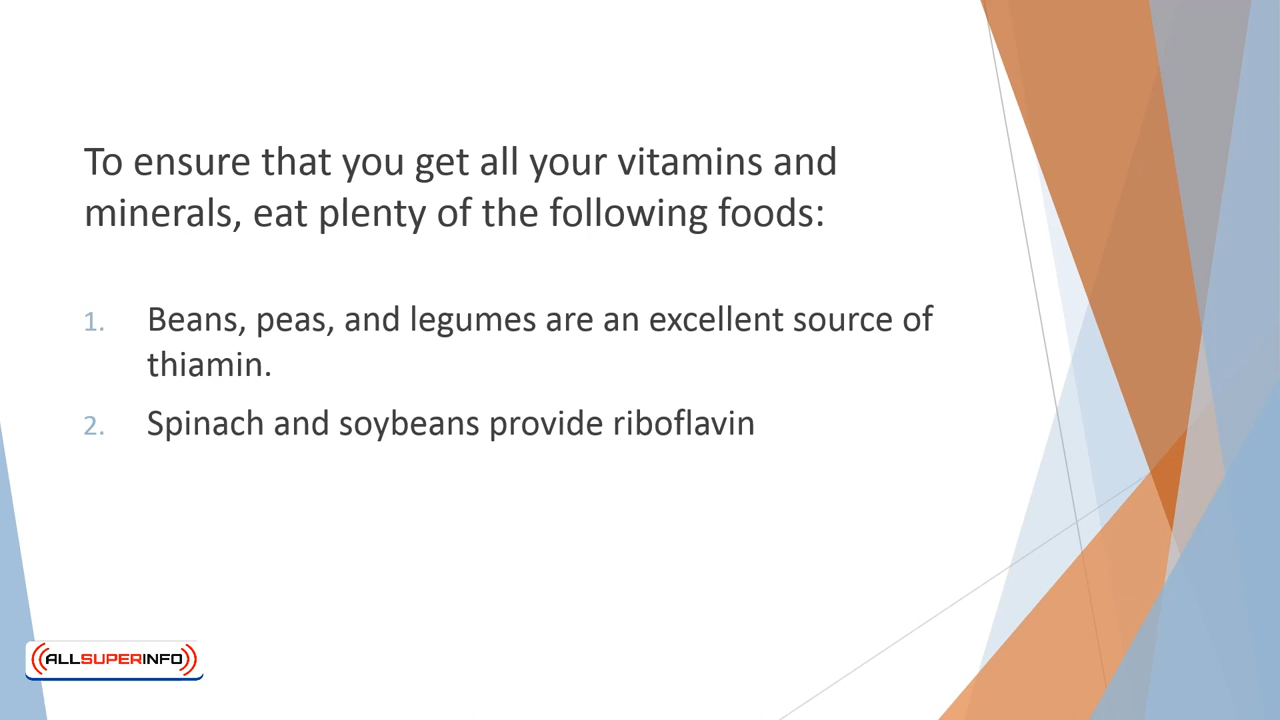 To ensure that you get all your vitamins and
minerals, eat plenty of the following foods:
1. Beans, peas, and legumes are an excellent source of
thiamin.
2. Spinach and soybeans provide riboflavin
ALLSUPERINFO